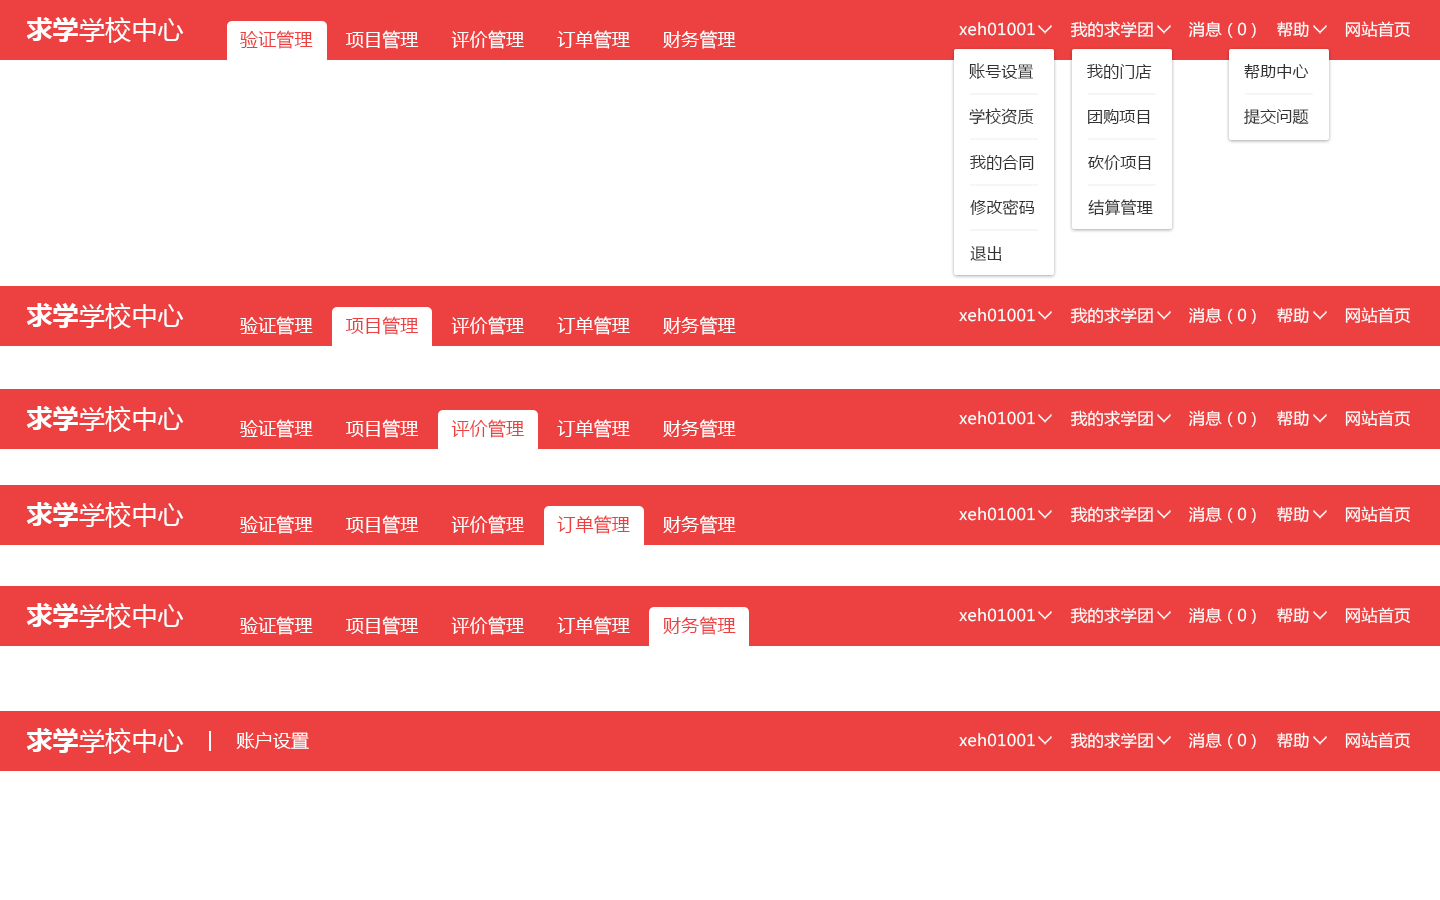 求学学校中心 验证管理 项目管理 评价管理 订单管理 财务管理 xeh01001 我的求学团 消息（0） 帮助 网站首页
账号设置 我的门店 帮助中心
学校资质 团购项目 提交问题
我的合同 砍价项目
修改密码 结算管理
退出
求学学校中心 验证管理 项目管理 评价管理 订单管理 财务管理 xeh01001 我的求学团 消息（0） 帮助 网站首页
求学学校中心 验证管理 项目管理 评价管理 订单管理 财务管理 xeh01001 我的求学团 消息（0） 帮助 网站首页
求学学校中心 验证管理 项目管理 评价管理 订单管理 财务管理 xeh01001 我的求学团 消息（0） 帮助 网站首页
求学学校中心 验证管理 项目管理 评价管理 订单管理 财务管理 xeh01001 我的求学团 消息（0） 帮助 网站首页
求学学校中心 | 账户设置 xeh01001 我的求学团 消息（0） 帮助 网站首页